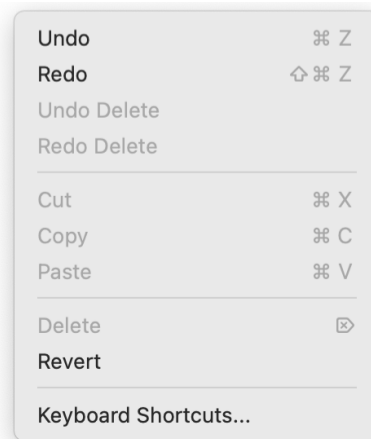 Undo ⌘ Z
Redo ⇧⌘ Z
Undo Delete
Redo Delete
Cut ⌘ X
Copy ⌘ C
Paste ⌘ V
Delete ⌦
Revert
Keyboard Shortcuts...